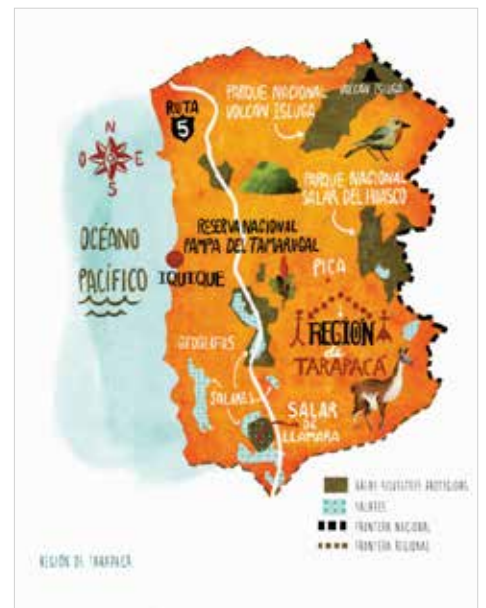 PARQUE NACIONAL
VOLCÁN ISLUGA
VOLCÁN ISLUGA
RUTA
5
N
O E
S
PARQUE NACIONAL
SALAR DEL HUASCO
OCÉANO
PACÍFICO
RESERVA NACIONAL
PAMPA DEL TAMARUGAL
IQUIQUE
PICA
REGIÓN
de
TARAPACÁ
GEOGLIFOS
SALARES
SALAR
DE
LLAMARA
SALARES
FRONTERA NACIONAL
FRONTERA REGIONAL
REGIÓN DE TARAPACÁ